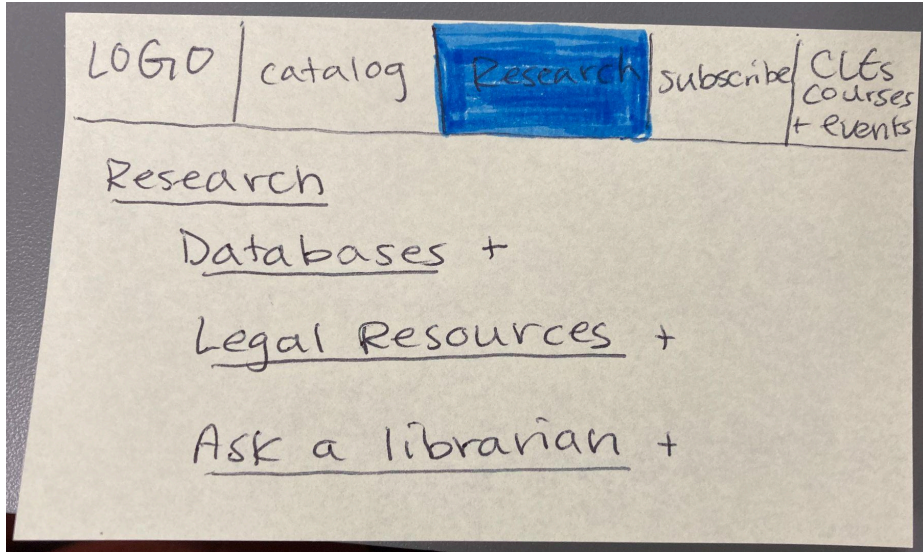 LOGO
catalog
Research
subscribe
CLEs
courses
+ events
Research
Databases +
Legal Resources +
Ask a librarian +